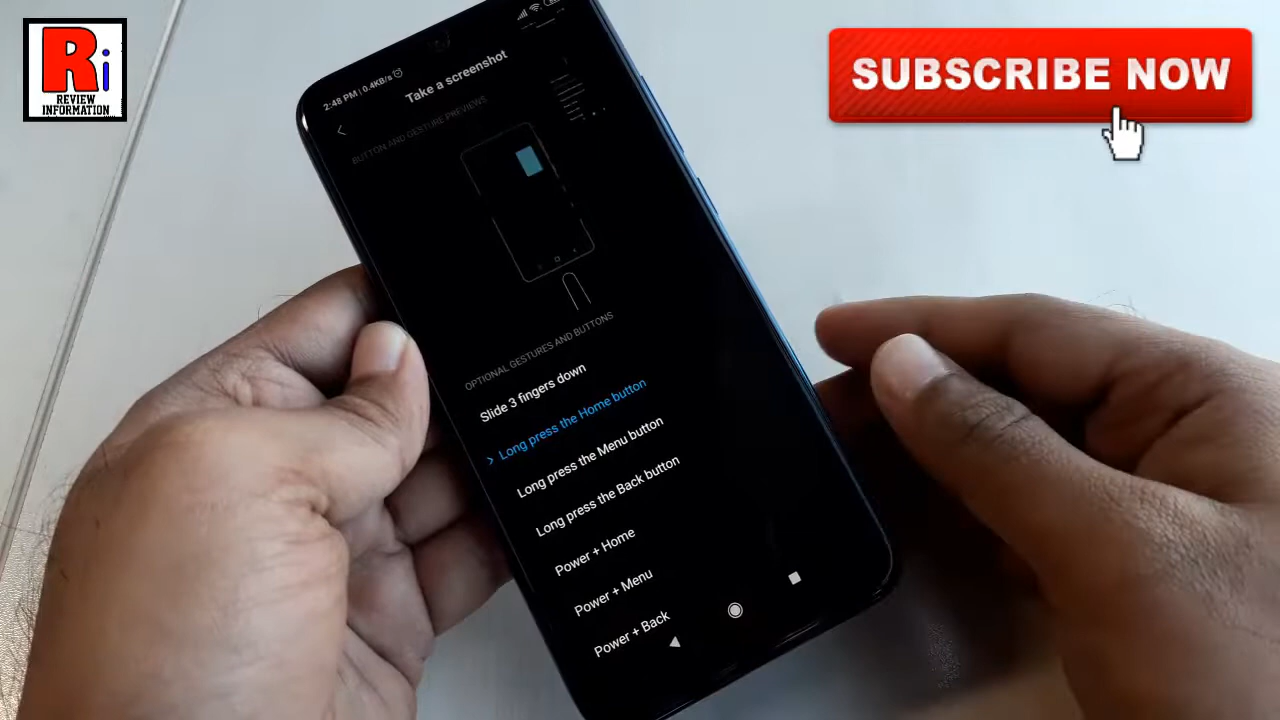 Ri
REVIEW
INFORMATION
SUBSCRIBE NOW
2:48 PM | 0.4KB/s
Take a screenshot
BUTTON AND GESTURE PREVIEWS
OPTIONAL GESTURES AND BUTTONS
Slide 3 fingers down
> Long press the Home button
Long press the Menu button
Long press the Back button
Power + Home
Power + Menu
Power + Back